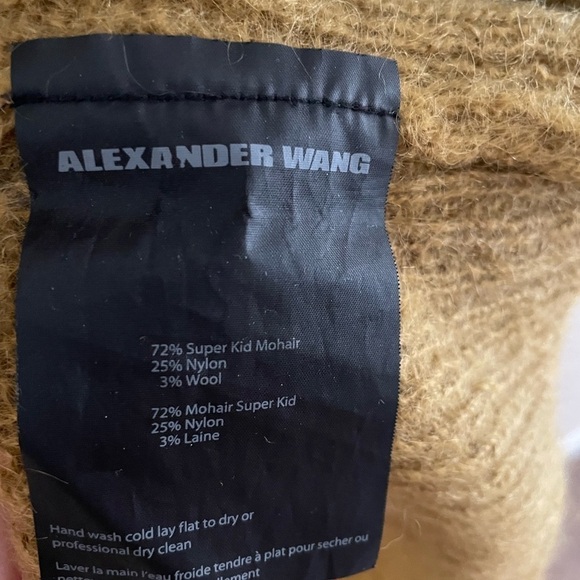 ALEXANDER WANG
72% Super Kid Mohair
25% Nylon
3% Wool
72% Mohair Super Kid
25% Nylon
3% Laine
Hand wash cold lay flat to dry or
professional dry clean
Laver la main l'eau froide tendre à plat pour secher ou